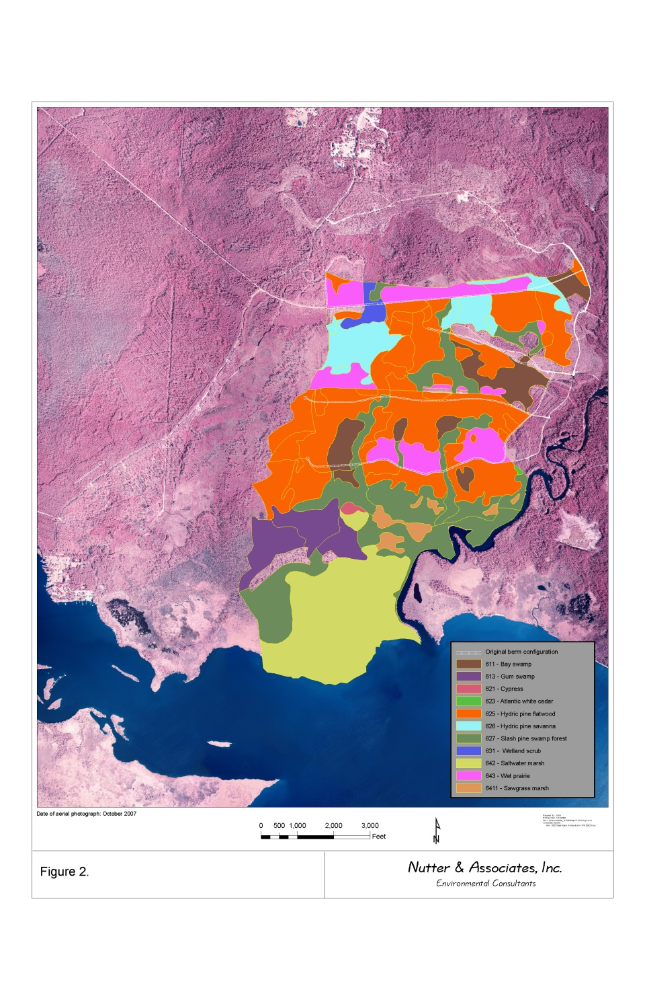 Original berm configuration
611 - Bay swamp
613 - Gum swamp
621 - Cypress
623 - Atlantic white cedar
625 - Hydric pine flatwood
626 - Hydric pine savanna
627 - Slash pine swamp forest
631 - Wetland scrub
642 - Saltwater marsh
643 - Wet prairie
6411 - Sawgrass marsh
Date of aerial photograph: October 2007
0 500 1,000 2,000 3,000
Feet
N
Figure 2.
Nutter & Associates, Inc.
Environmental Consultants